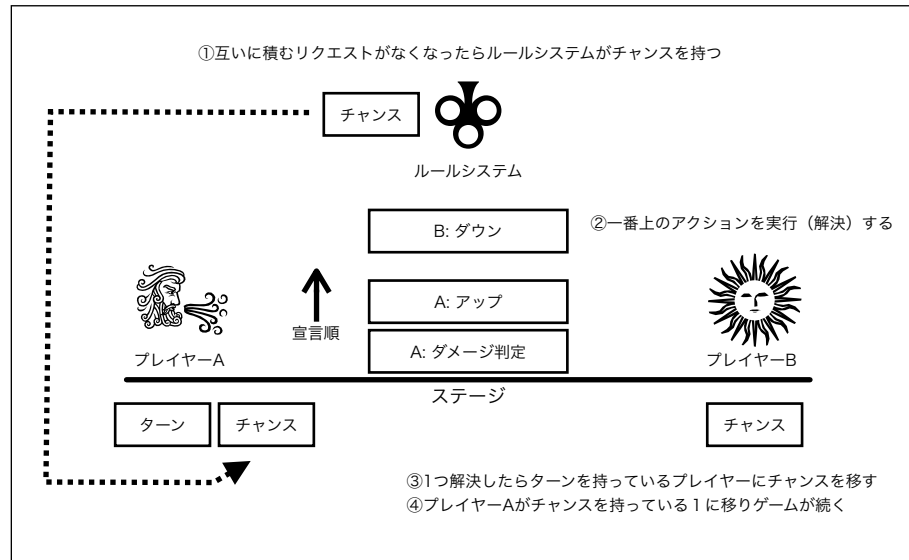 ①互いに積むリクエストがなくなったらルールシステムがチャンスを持つ
チャンス
ルールシステム
B: ダウン
②一番上のアクションを実行（解決）する
A: アップ
宣言順
A: ダメージ判定
プレイヤーA
プレイヤーB
ステージ
ターン
チャンス
チャンス
③1つ解決したらターンを持っているプレイヤーにチャンスを移す
④プレイヤーAがチャンスを持っている１に移りゲームが続く